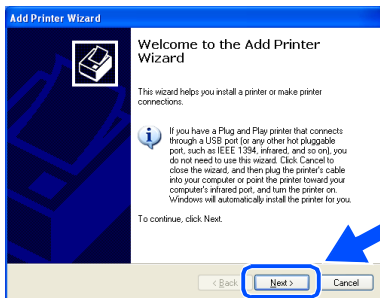 Add Printer Wizard
Welcome to the Add Printer
Wizard
This wizard helps you install a printer or make printer
connections.
If you have a Plug and Play printer that connects
through a USB port (or any other hot pluggable
port, such as IEEE 1394, infrared, and so on), you
do not need to use this wizard. Click Cancel to
close the wizard, and then plug the printer's cable
into your computer or point the printer toward your
computer's infrared port, and turn the printer on.
Windows will automatically install the printer for you.
To continue, click Next.
< Back
Next >
Cancel